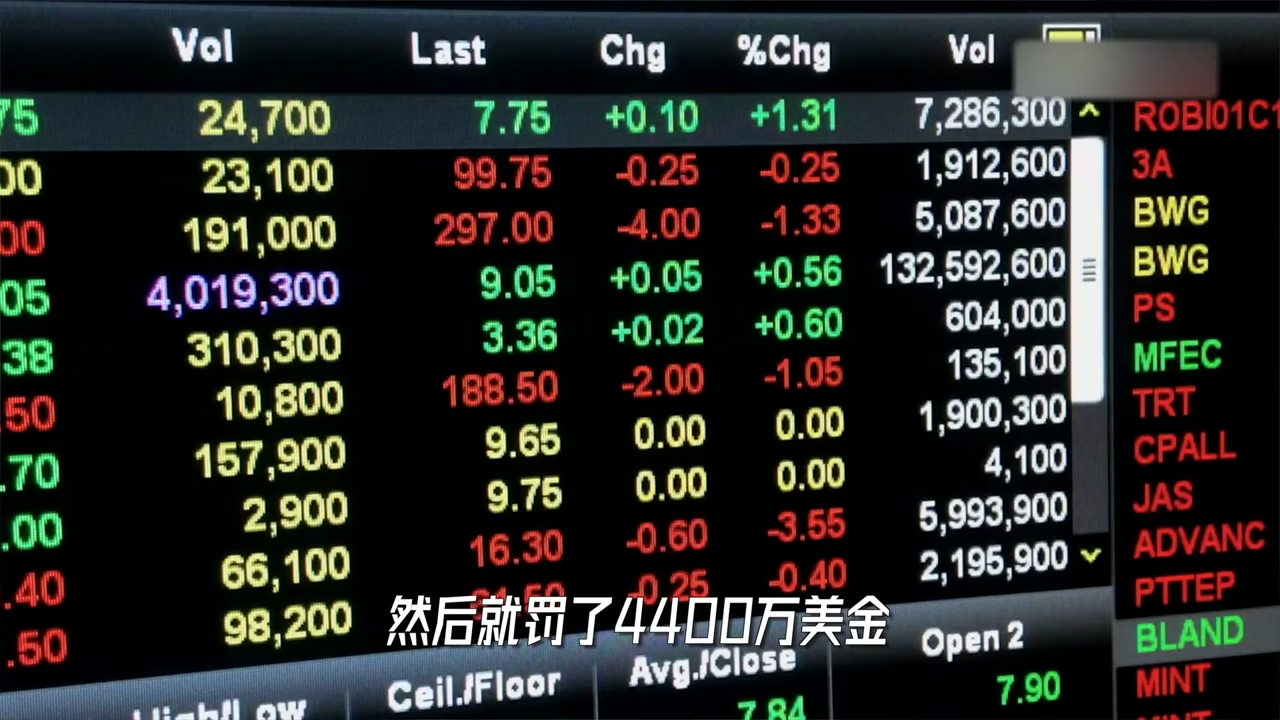 Vol Last Chg %Chg Vol
75 24,700 7.75 +0.10 +1.31 7,286,300 ROBI01C1
00 23,100 99.75 -0.25 -0.25 1,912,600 3A
00 191,000 297.00 -4.00 -1.33 5,087,600 BWG
05 4,019,300 9.05 +0.05 +0.56 132,592,600 BWG
38 310,300 3.36 +0.02 +0.60 604,000 PS
.50 10,800 188.50 -2.00 -1.05 135,100 MFEC
.70 157,900 9.65 0.00 0.00 1,900,300 TRT
.00 2,900 9.75 0.00 0.00 4,100 CPALL
.40 66,100 16.30 -0.60 -3.55 5,993,900 JAS
.50 98,200 -0.25 -0.40 2,195,900 ADVANC
PTTEP
然后就罚了4400万美金
BLAND
High/Low Ceil./Floor Avg./Close Open 2
7.84 7.90 MINT